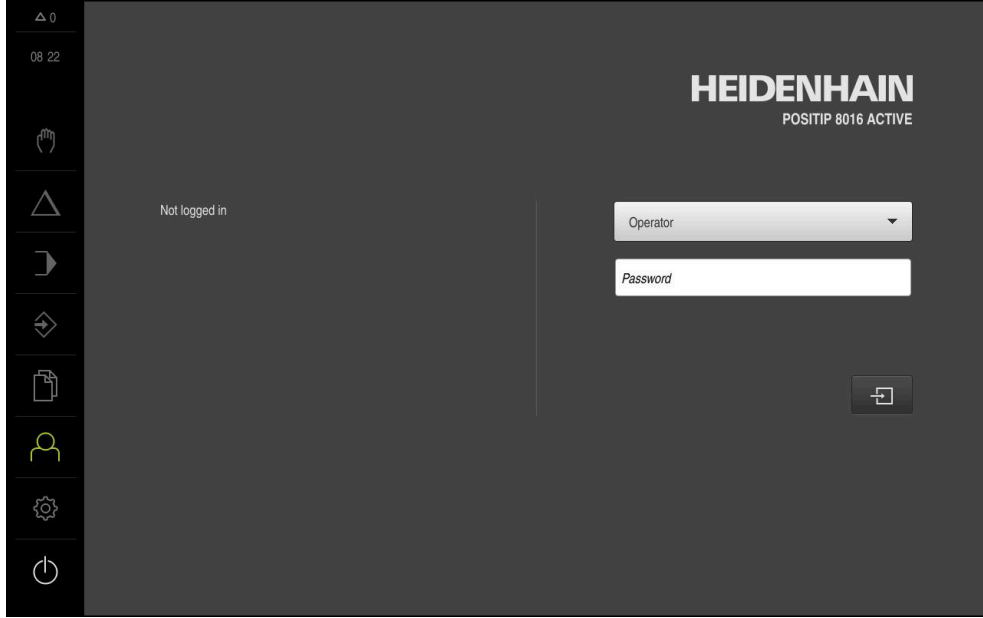 0
08 22
HEIDENHAIN
POSITIP 8016 ACTIVE
Not logged in
Operator
Password